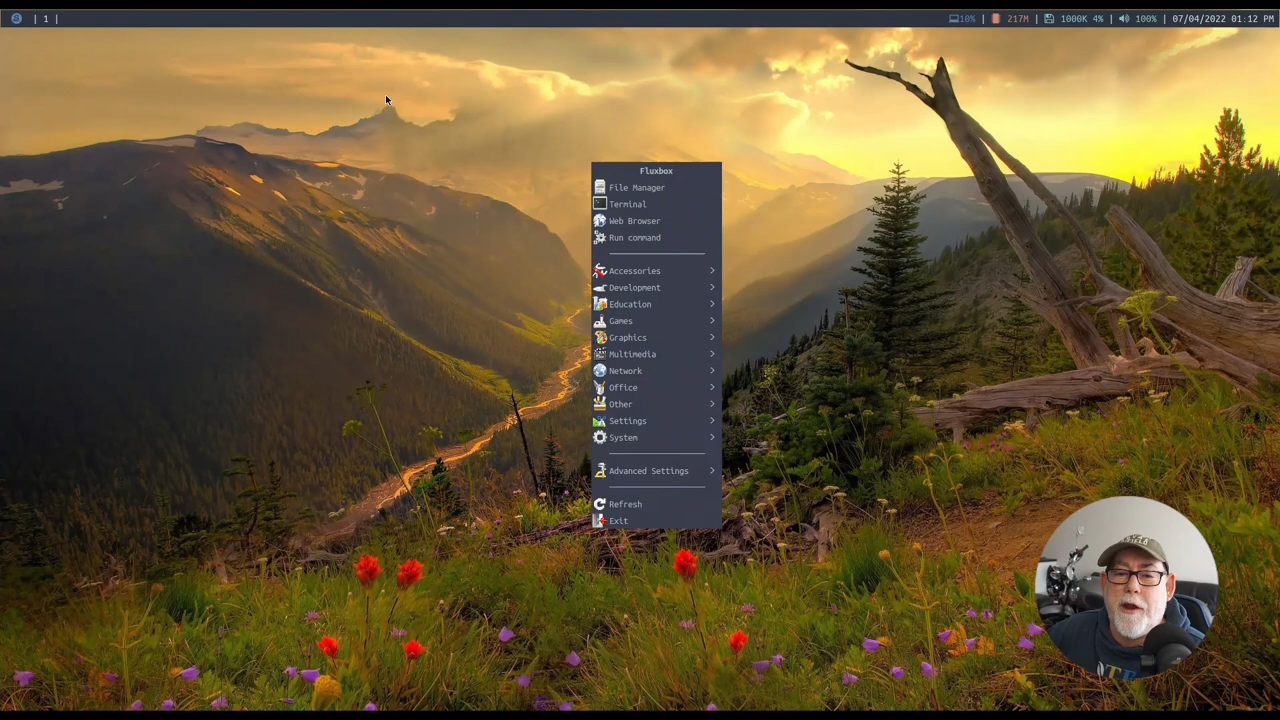 | 1 |
10% | 217M | 1000K 4% | 100% | 07/04/2022 01:12 PM
Fluxbox
File Manager
Terminal
Web Browser
Run command
Accessories
Development
Education
Games
Graphics
Multimedia
Network
Office
Other
Settings
System
Advanced Settings
Refresh
Exit